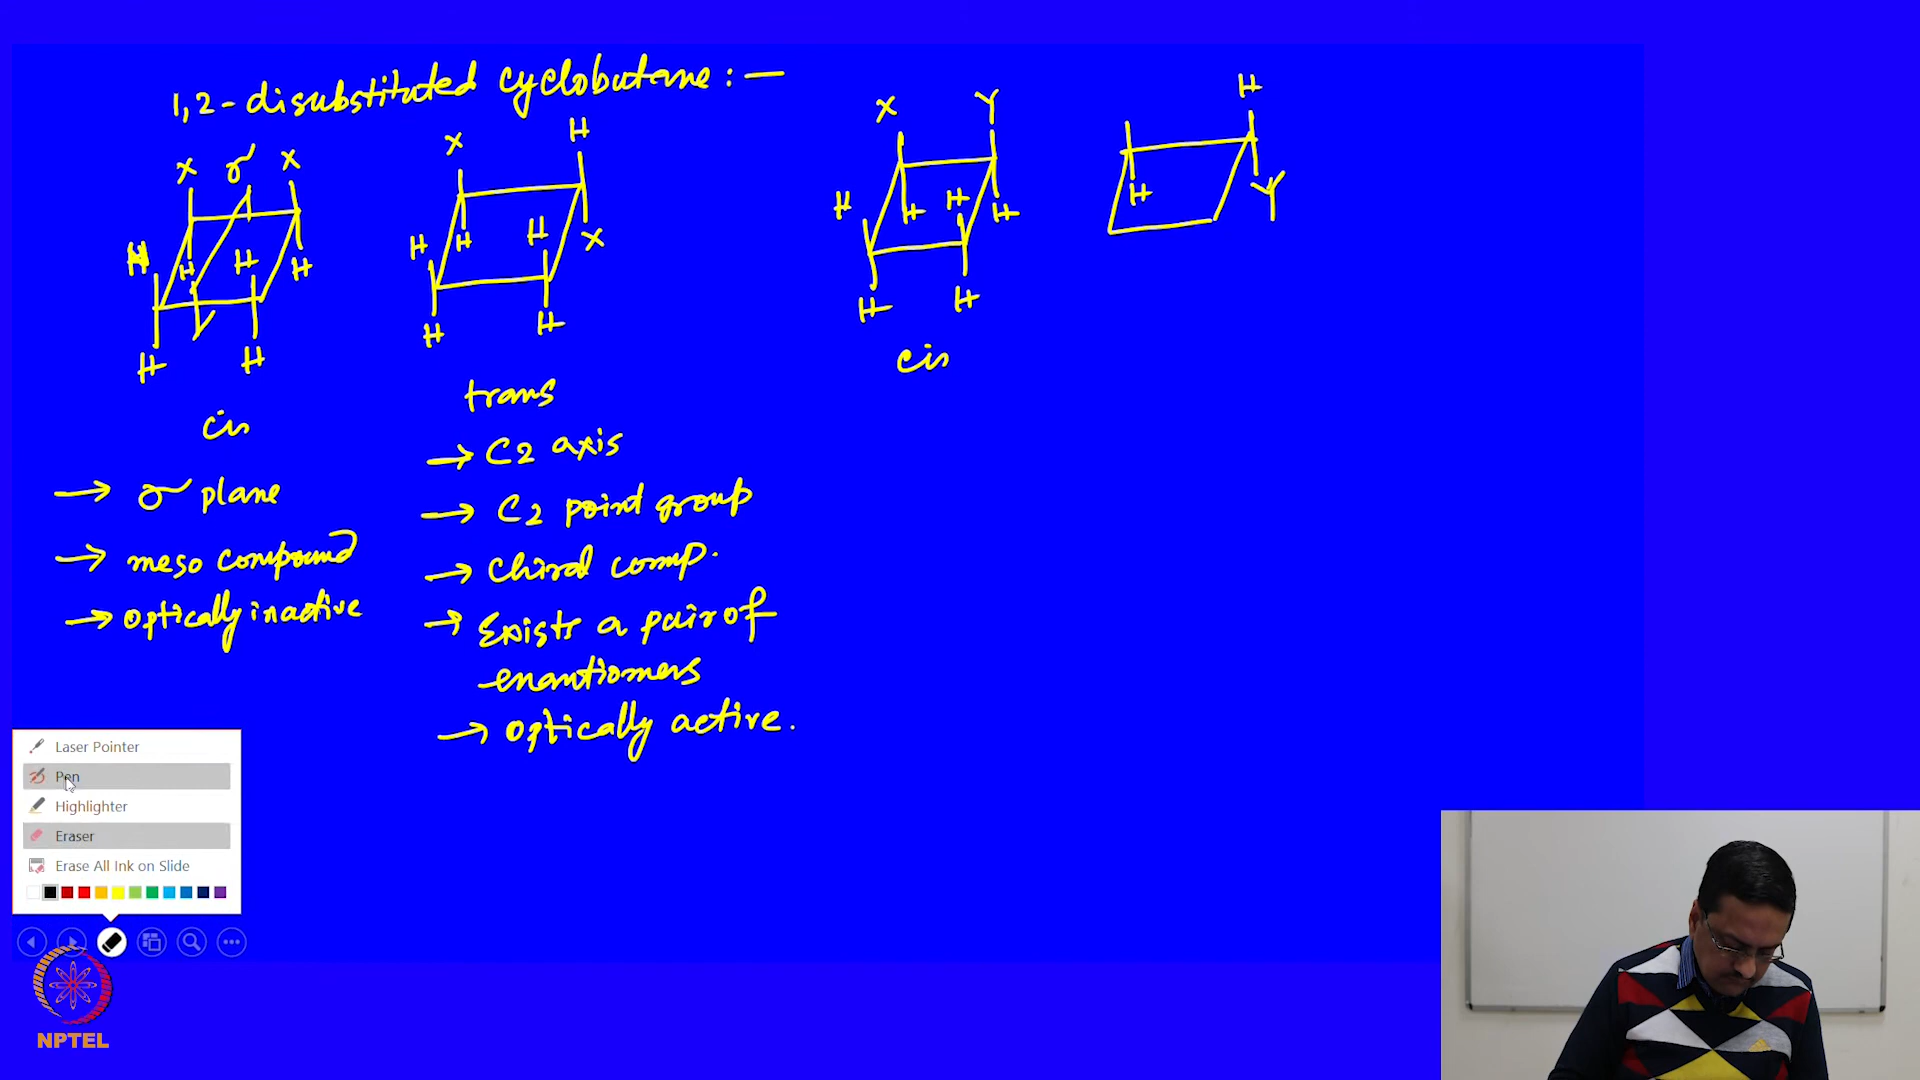 1,2-disubstituted cyclobutane:—
X σ X
H H H H
H H
cis
→ σ plane
→ meso compound
→ optically inactive
X H
H H H X
H H
trans
→ C2 axis
→ C2 point group
→ Chiral comp.
→ Exists a pair of
enantiomers
→ optically active.
X Y
H H H H
H H
cis
H
H Y
Laser Pointer
Pen
Highlighter
Eraser
Erase All Ink on Slide
NPTEL